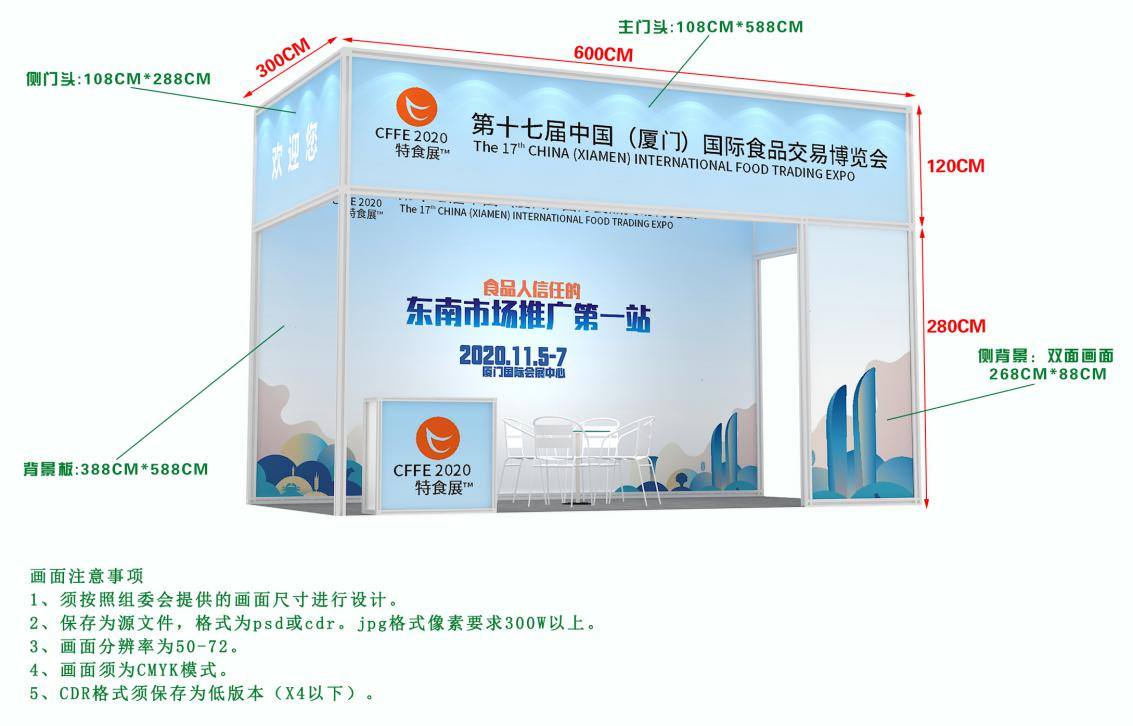 主门头:108CM*588CM
300CM
600CM
侧门头:108CM*288CM
CFFE 2020
特食展™
第十七届中国（厦门）国际食品交易博览会
The 17th CHINA (XIAMEN) INTERNATIONAL FOOD TRADING EXPO
欢迎您
120CM
CFFE 2020
特食展™
The 17th CHINA (XIAMEN) INTERNATIONAL FOOD TRADING EXPO
食品人信任的
东南市场推广第一站
2020.11.5-7
厦门国际会展中心
280CM
侧背景：双面画面
268CM*88CM
背景板:388CM*588CM
CFFE 2020
特食展™
画面注意事项
1、须按照组委会提供的画面尺寸进行设计。
2、保存为源文件，格式为psd或cdr。jpg格式像素要求300W以上。
3、画面分辨率为50-72。
4、画面须为CMYK模式。
5、CDR格式须保存为低版本（X4以下）。